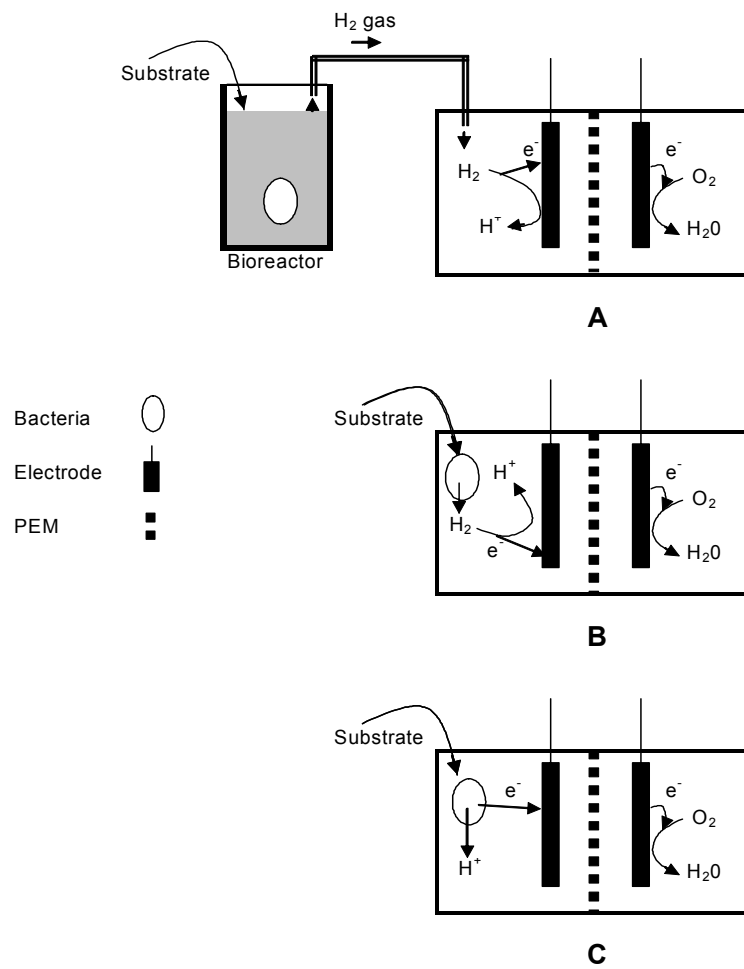 H₂ gas
Substrate
e⁻
e⁻
H₂
O₂
H⁺
H₂0
Bioreactor
A
Substrate
Bacteria
H⁺
e⁻
Electrode
O₂
H₂
e⁻
PEM
H₂0
B
Substrate
e⁻
e⁻
O₂
H⁺
H₂0
C